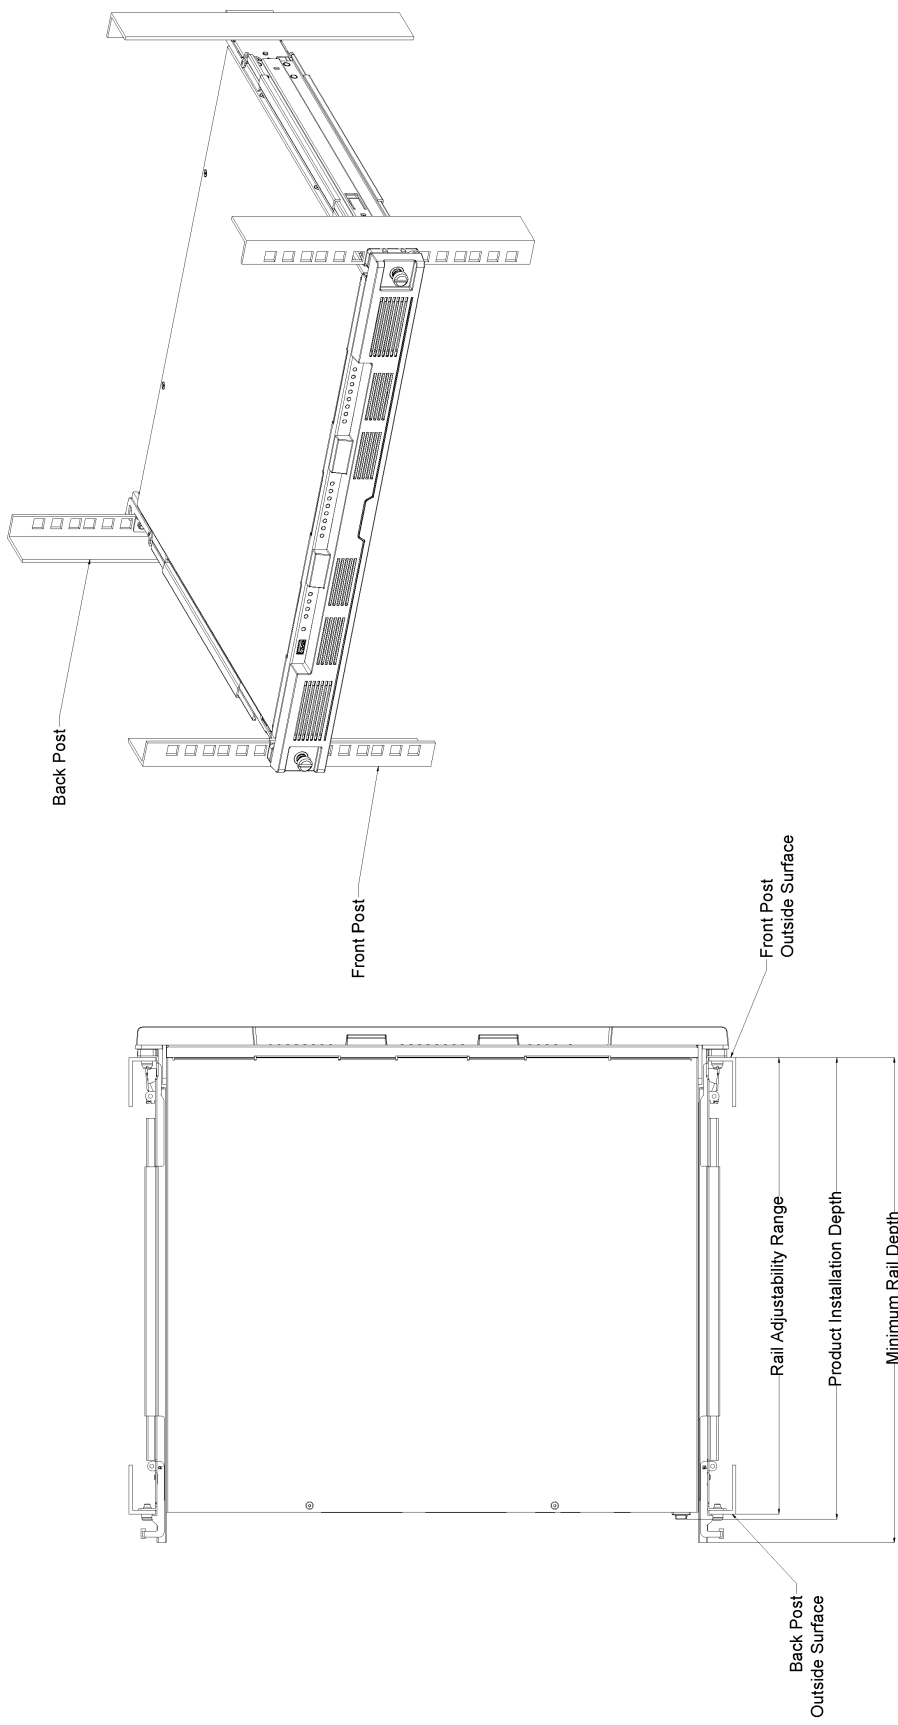 Back Post
Front Post
Front Post
Outside Surface
Rail Adjustability Range
Product Installation Depth
Minimum Rail Depth
Back Post
Outside Surface